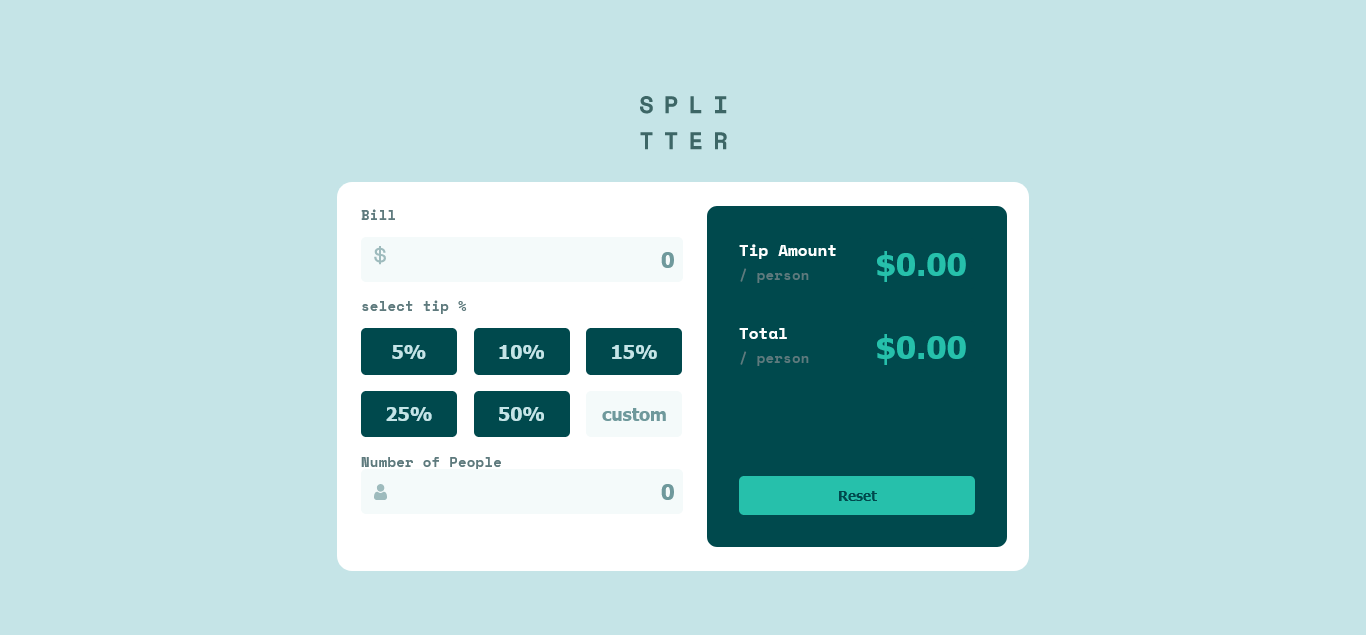 SPLI
TTER
Bill
$ 0
select tip %
5% 10% 15%
25% 50% custom
Number of People
0
Tip Amount
/ person
$0.00
Total
/ person
$0.00
Reset